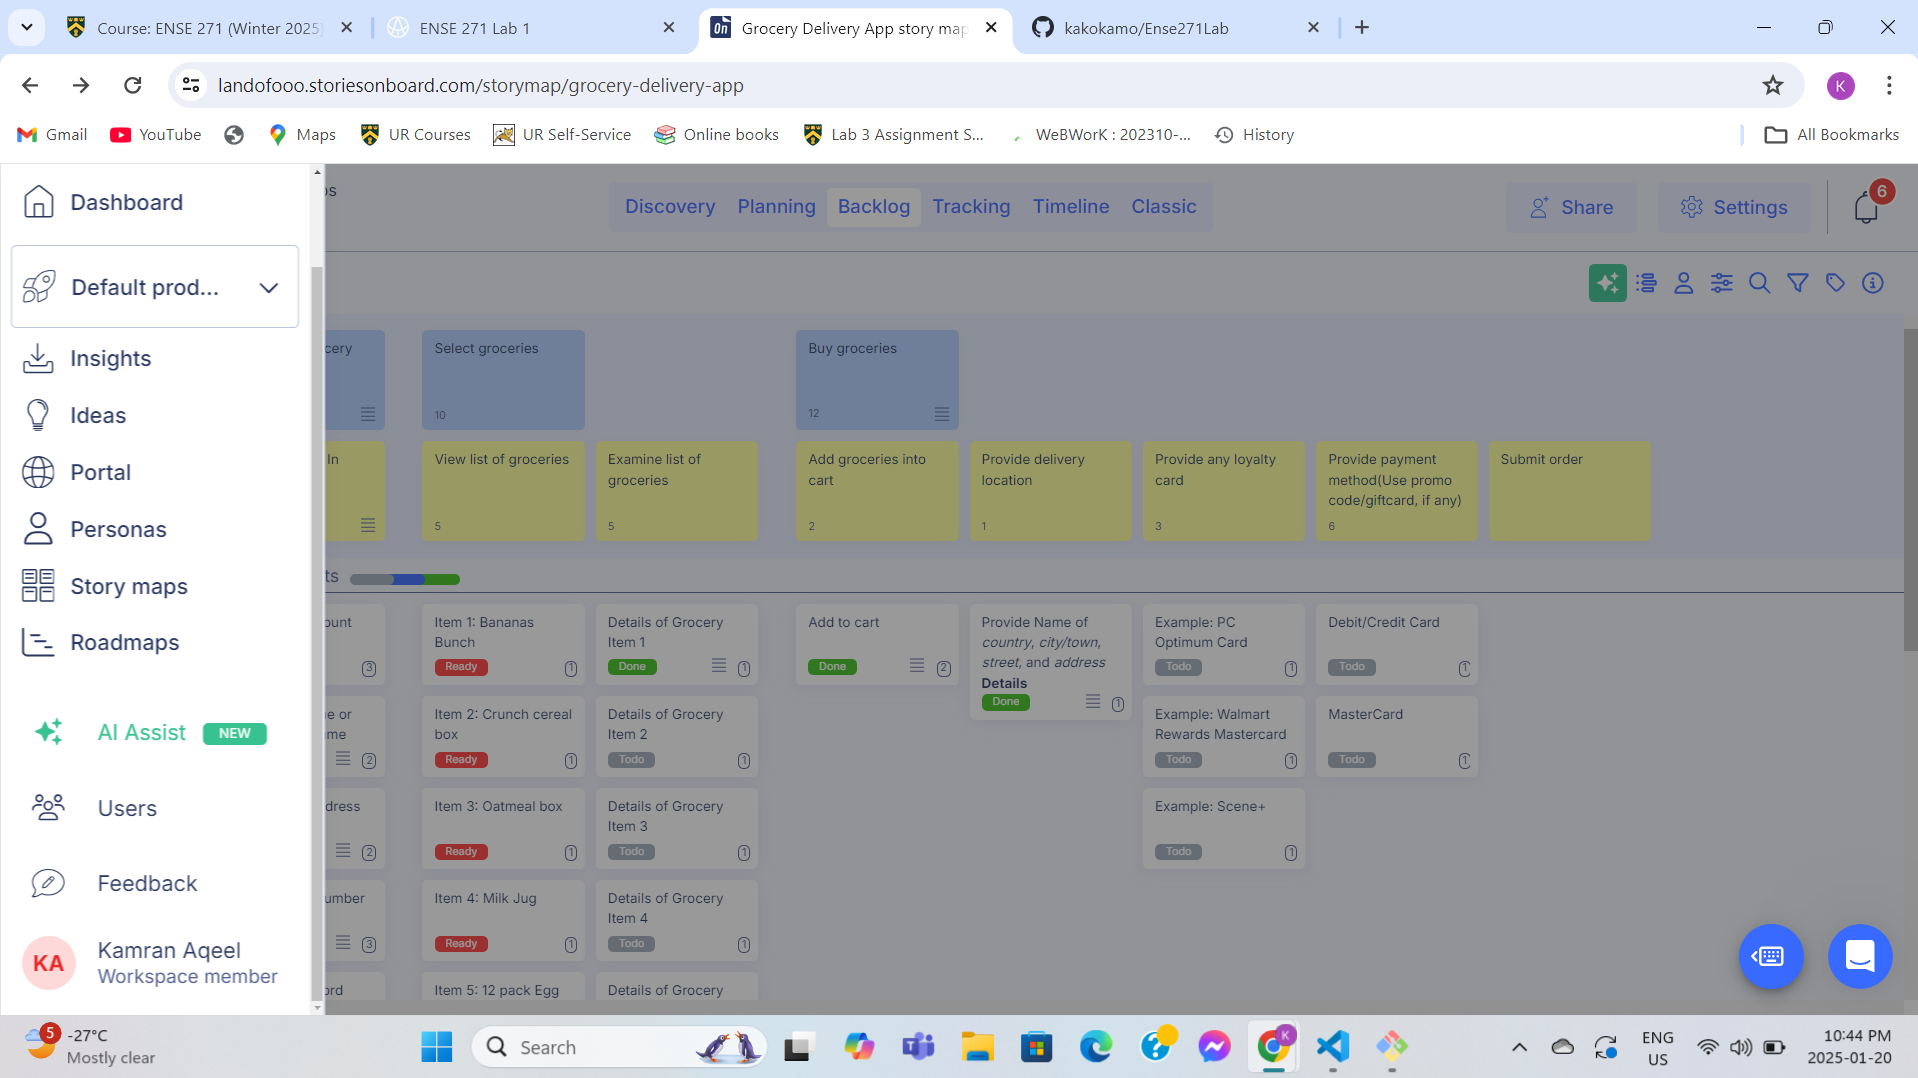 Course: ENSE 271 (Winter 2025)
ENSE 271 Lab 1
Grocery Delivery App story map
kakokamo/Ense271Lab
landofooo.storiesonboard.com/storymap/grocery-delivery-app
K
Gmail
YouTube
Maps
UR Courses
UR Self-Service
Online books
Lab 3 Assignment S...
WeBWorK : 202310-...
History
All Bookmarks
Dashboard
Default prod...
Insights
Ideas
Portal
Personas
Story maps
Roadmaps
AI Assist NEW
Users
Feedback
KA
Kamran Aqeel
Workspace member
ps
Discovery
Planning
Backlog
Tracking
Timeline
Classic
Share
Settings
6
cery
Select groceries
10
Buy groceries
12
In
View list of groceries
5
Examine list of
groceries
5
Add groceries into
cart
2
Provide delivery
location
1
Provide any loyalty
card
3
Provide payment
method(Use promo
code/giftcard, if any)
6
Submit order
ts
ount
3
e or
me
2
dress
2
umber
3
ord
Item 1: Bananas
Bunch
Ready
1
Item 2: Crunch cereal
box
Ready
1
Item 3: Oatmeal box
Ready
1
Item 4: Milk Jug
Ready
1
Item 5: 12 pack Egg
Details of Grocery
Item 1
Done
1
Details of Grocery
Item 2
Todo
1
Details of Grocery
Item 3
Todo
1
Details of Grocery
Item 4
Todo
1
Details of Grocery
Add to cart
Done
2
Provide Name of
country, city/town,
street, and address
Details
Done
1
Example: PC
Optimum Card
Todo
1
Example: Walmart
Rewards Mastercard
Todo
1
Example: Scene+
Todo
1
Debit/Credit Card
Todo
1
MasterCard
Todo
1
5
-27°C
Mostly clear
Search
K
ENG
US
10:44 PM
2025-01-20